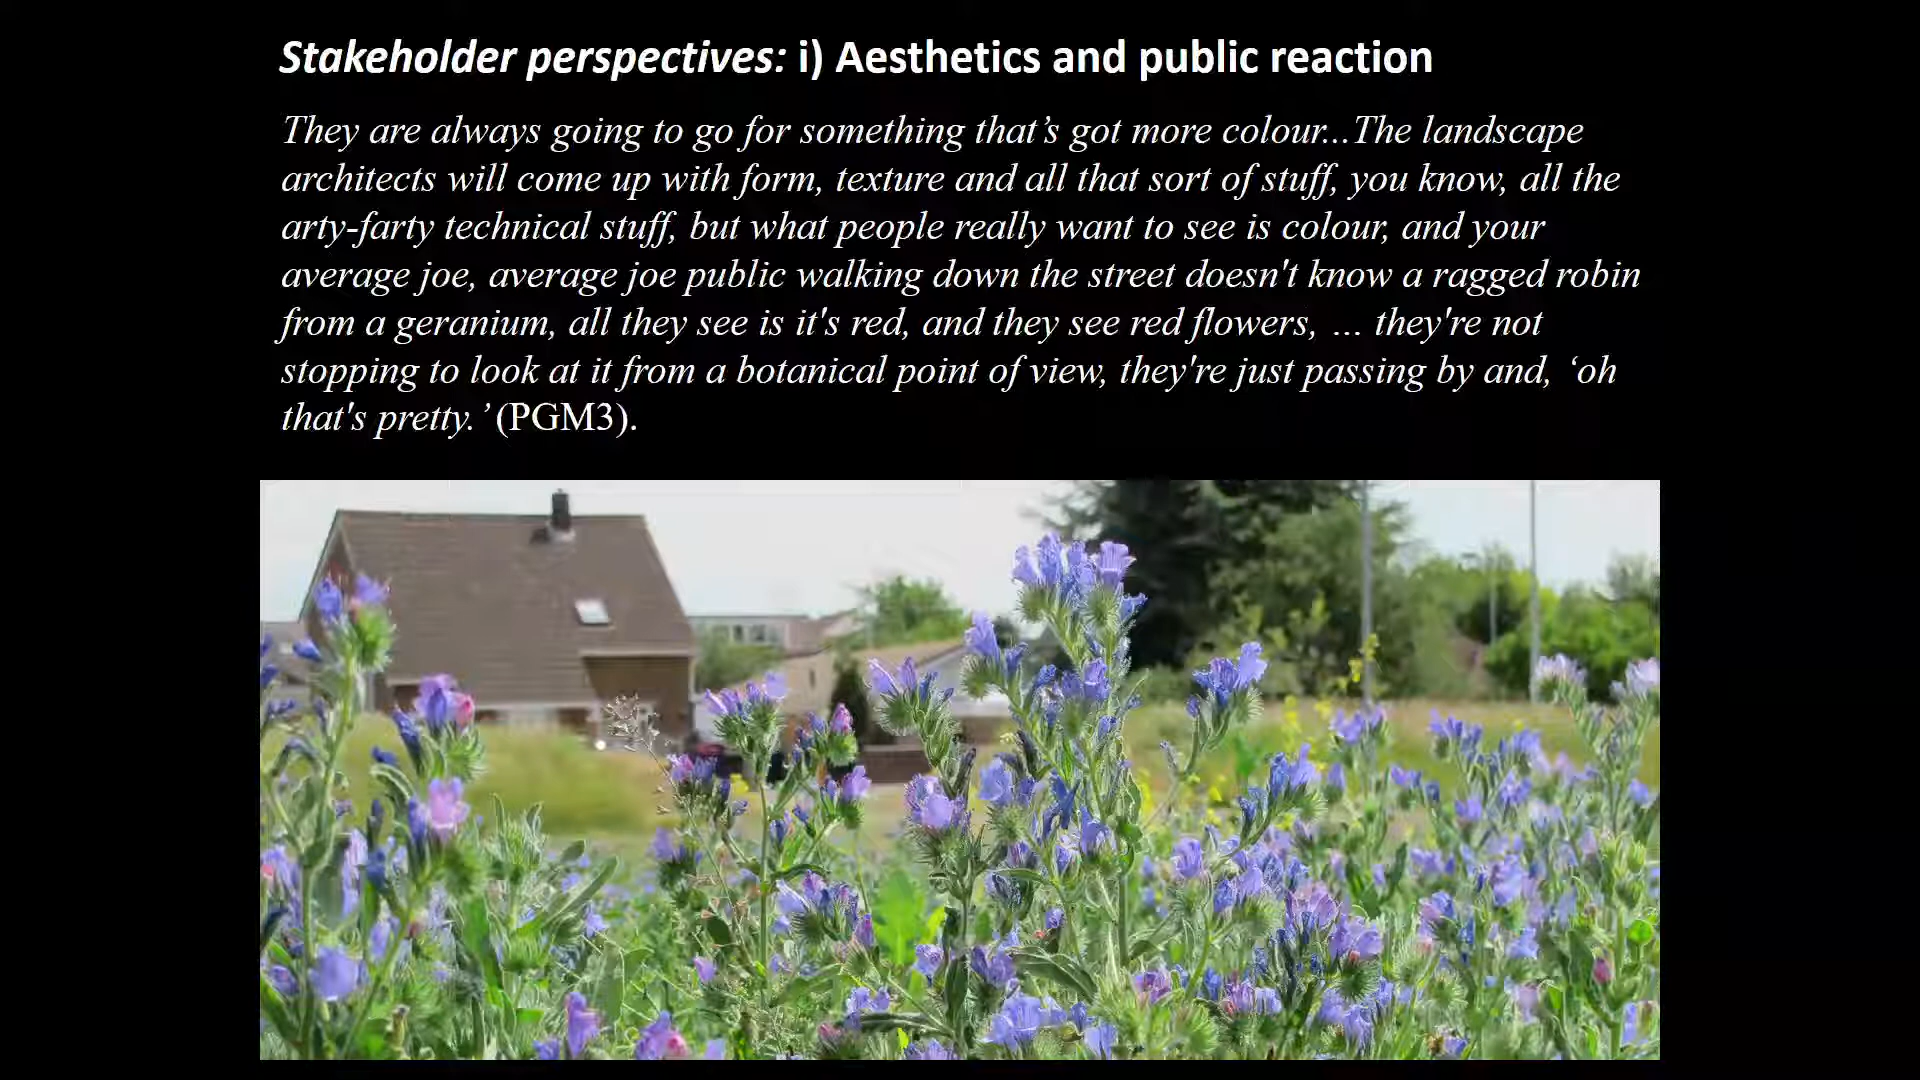 Stakeholder perspectives: i) Aesthetics and public reaction
They are always going to go for something that’s got more colour...The landscape
architects will come up with form, texture and all that sort of stuff, you know, all the
arty-farty technical stuff, but what people really want to see is colour, and your
average joe, average joe public walking down the street doesn't know a ragged robin
from a geranium, all they see is it's red, and they see red flowers, … they're not
stopping to look at it from a botanical point of view, they're just passing by and, ‘oh
that's pretty.’ (PGM3).